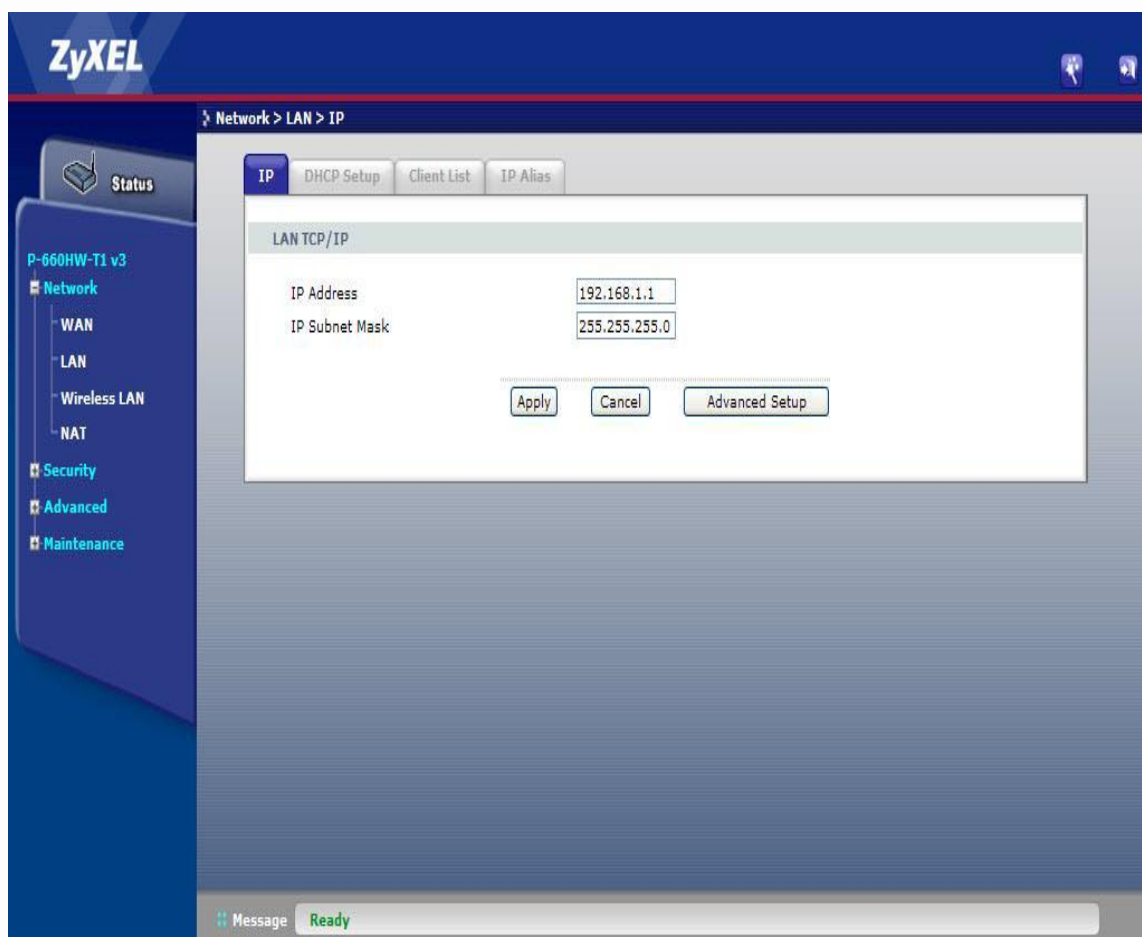 ZyXEL
Network > LAN > IP
Status
IP
DHCP Setup
Client List
IP Alias
LAN TCP/IP
IP Address 192.168.1.1
IP Subnet Mask 255.255.255.0
Apply Cancel Advanced Setup
P-660HW-T1 v3
Network
WAN
LAN
Wireless LAN
NAT
Security
Advanced
Maintenance
Message Ready